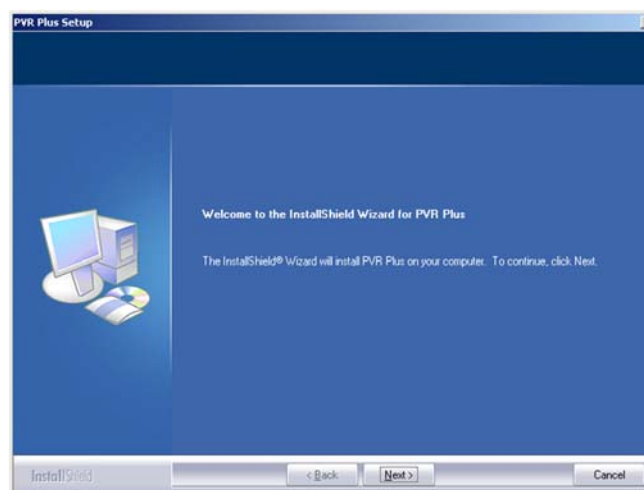 PVR Plus Setup
Welcome to the InstallShield Wizard for PVR Plus
The InstallShield® Wizard will install PVR Plus on your computer. To continue, click Next.
InstallShield
< Back
Next >
Cancel